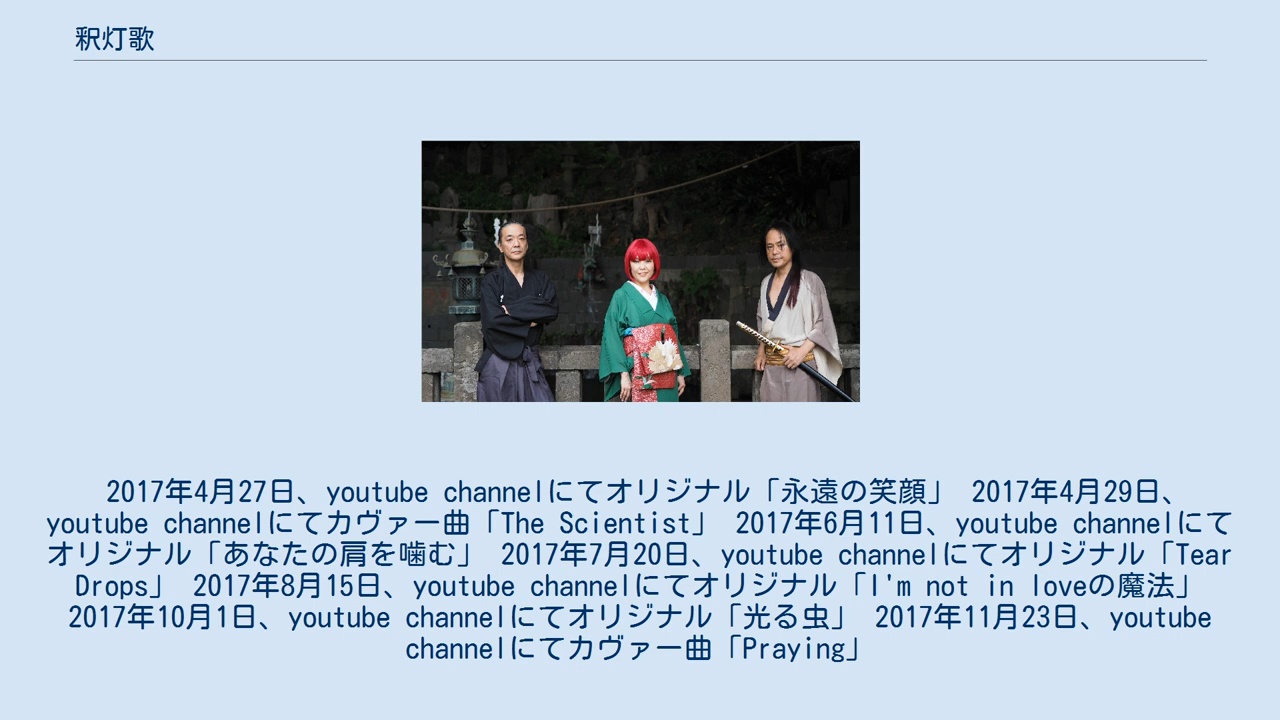 釈灯歌
2017年4月27日、youtube channelにてオリジナル「永遠の笑顔」 2017年4月29日、
youtube channelにてカヴァー曲「The Scientist」 2017年6月11日、youtube channelにて
オリジナル「あなたの肩を噛む」 2017年7月20日、youtube channelにてオリジナル「Tear
Drops」 2017年8月15日、youtube channelにてオリジナル「I'm not in loveの魔法」
2017年10月1日、youtube channelにてオリジナル「光る虫」 2017年11月23日、youtube
channelにてカヴァー曲「Praying」